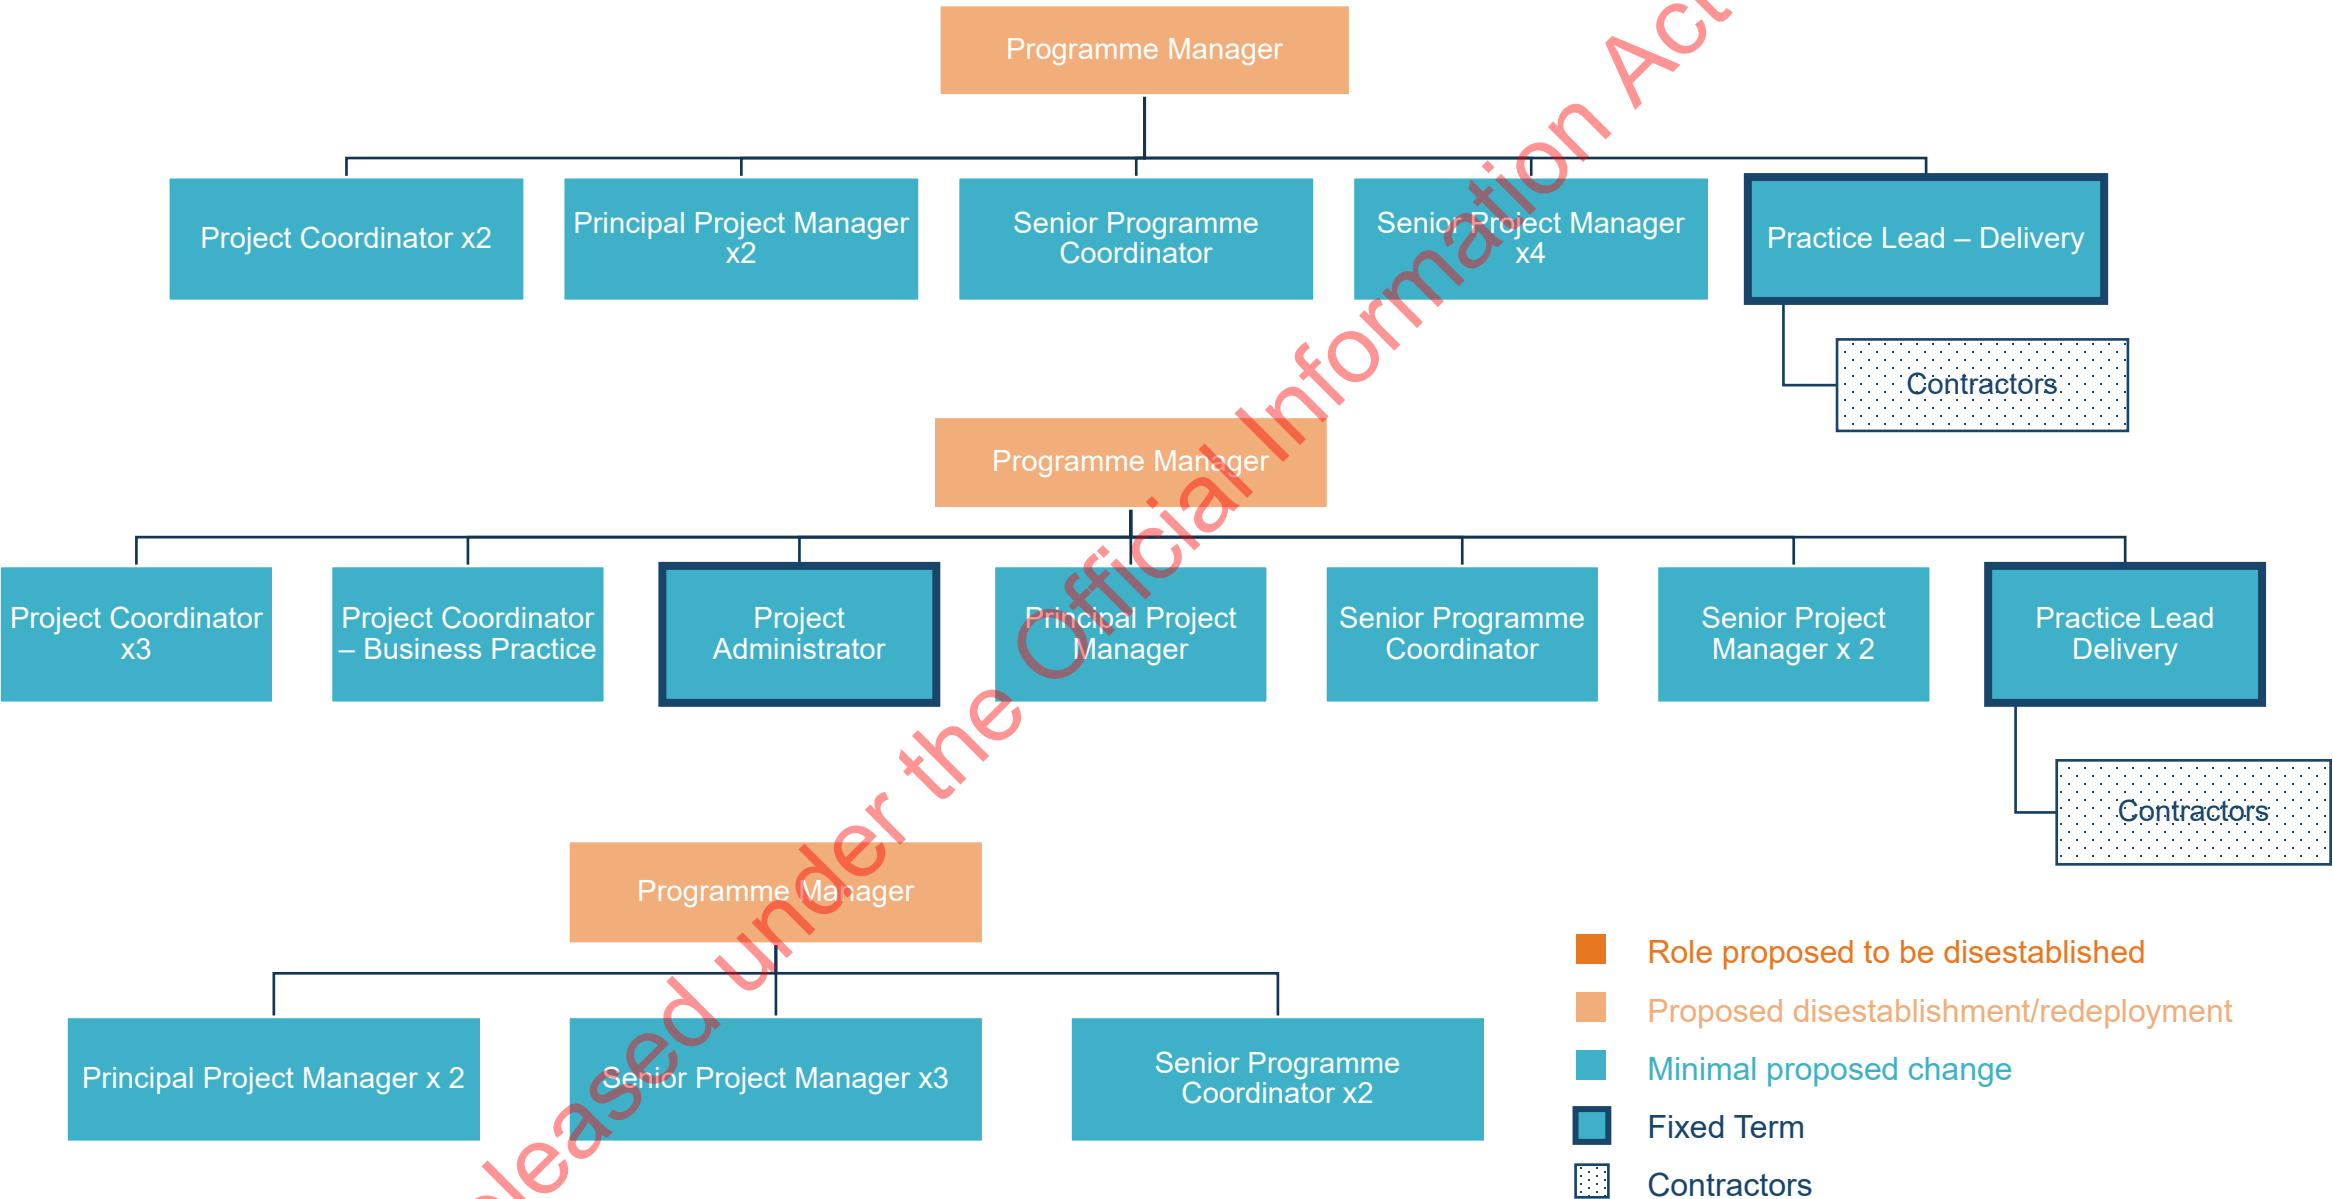 Programme Manager
Project Coordinator x2
Principal Project Manager
x2
Senior Programme
Coordinator
Senior Project Manager
x4
Practice Lead – Delivery
Contractors
Programme Manager
Project Coordinator
x3
Project Coordinator
– Business Practice
Project
Administrator
Principal Project
Manager
Senior Programme
Coordinator
Senior Project
Manager x 2
Practice Lead
Delivery
Contractors
Programme Manager
Principal Project Manager x 2
Senior Project Manager x3
Senior Programme
Coordinator x2
Role proposed to be disestablished
Proposed disestablishment/redeployment
Minimal proposed change
Fixed Term
Contractors
eleased under the Official Information Act